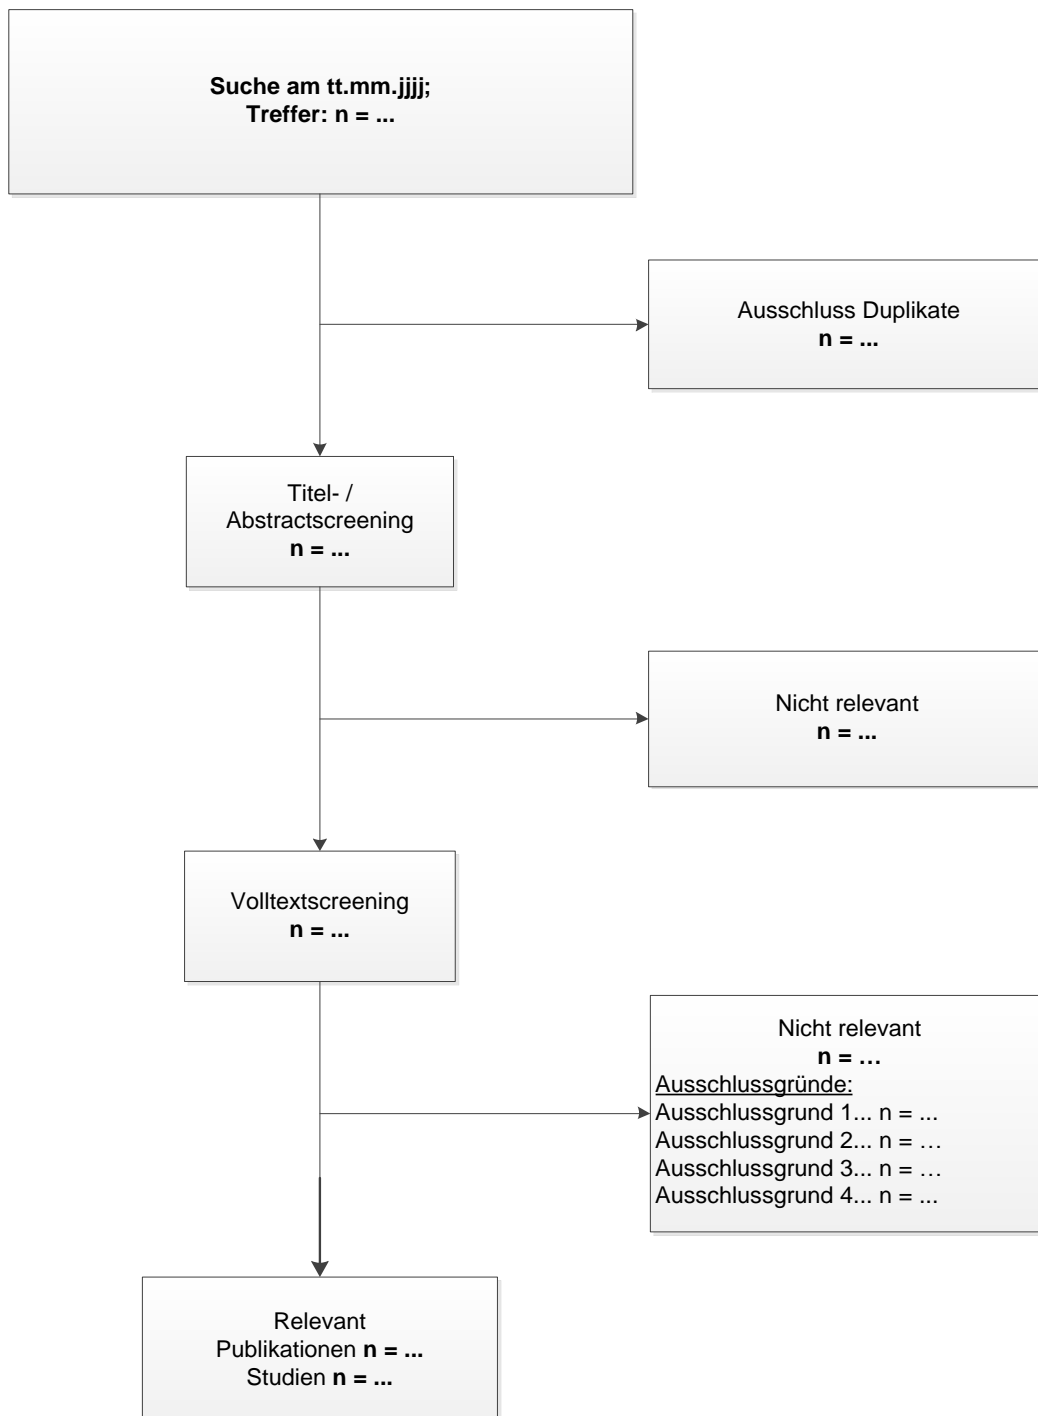 Suche am tt.mm.jjjj;
Treffer: n = ...
Ausschluss Duplikate
n = ...
Titel- /
Abstractscreening
n = ...
Nicht relevant
n = ...
Volltextscreening
n = ...
Nicht relevant
n = …
Ausschlussgründe:
Ausschlussgrund 1... n = ...
Ausschlussgrund 2... n = …
Ausschlussgrund 3... n = …
Ausschlussgrund 4... n = ...
Relevant
Publikationen n = ...
Studien n = ...